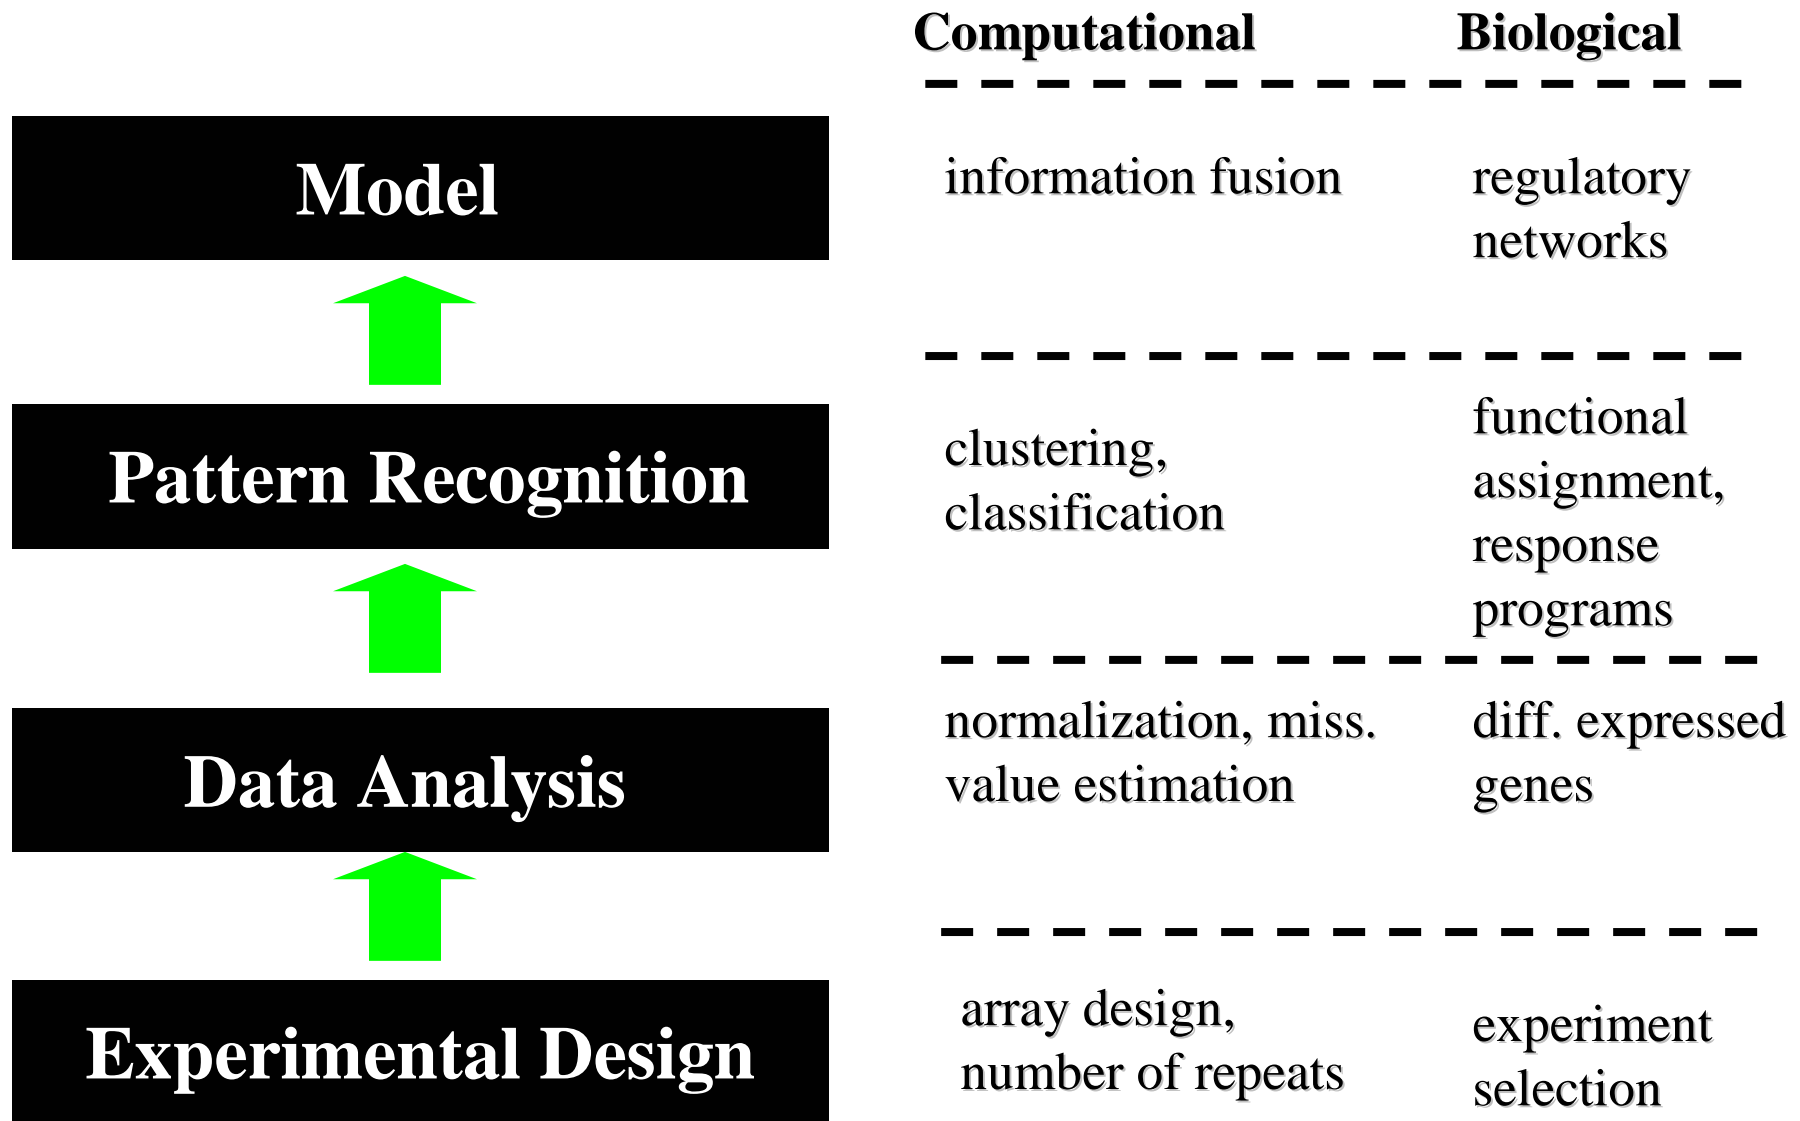 Computational Biological
Model
information fusion
regulatory
networks
Pattern Recognition
clustering,
classification
functional
assignment,
response
programs
Data Analysis
normalization, miss.
value estimation
diff. expressed
genes
Experimental Design
array design,
number of repeats
experiment
selection